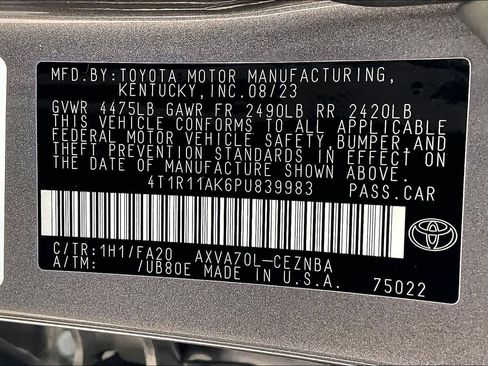 MFD.BY:TOYOTA MOTOR MANUFACTURING,
KENTUCKY,INC.08/23
GVWR 4475LB GAWR FR 2490LB RR 2420LB
THIS VEHICLE CONFORMS TO ALL APPLICABLE
FEDERAL MOTOR VEHICLE SAFETY,BUMPER,AND
THEFT PREVENTION STANDARDS IN EFFECT
ON THE DATE OF MANUFACTURE SHOWN ABOVE.
4T1R11AK6PU839983 PASS.CAR
C/TR:1H1/FA20 AXVA70L-CEZNBA
A/TM: /UB80E MADE IN U.S.A. 75022